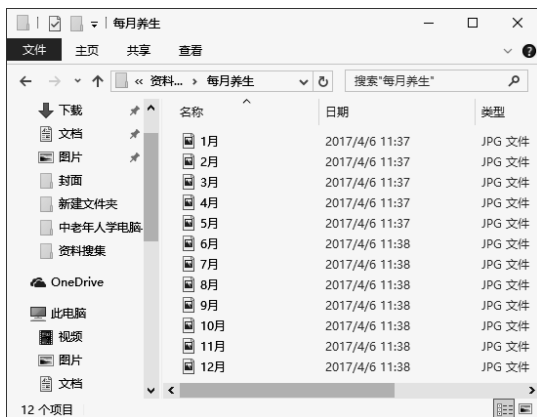 每月养生
文件 主页 共享 查看
« 资料... › 每月养生 搜索"每月养生"
名称 日期 类型
下载
文档
图片
封面
新建文件夹
中老年人学电脑
资料搜集
OneDrive
此电脑
视频
图片
文档
1月 2017/4/6 11:37 JPG 文件
2月 2017/4/6 11:37 JPG 文件
3月 2017/4/6 11:37 JPG 文件
4月 2017/4/6 11:37 JPG 文件
5月 2017/4/6 11:37 JPG 文件
6月 2017/4/6 11:38 JPG 文件
7月 2017/4/6 11:38 JPG 文件
8月 2017/4/6 11:38 JPG 文件
9月 2017/4/6 11:38 JPG 文件
10月 2017/4/6 11:38 JPG 文件
11月 2017/4/6 11:38 JPG 文件
12月 2017/4/6 11:38 JPG 文件
12 个项目